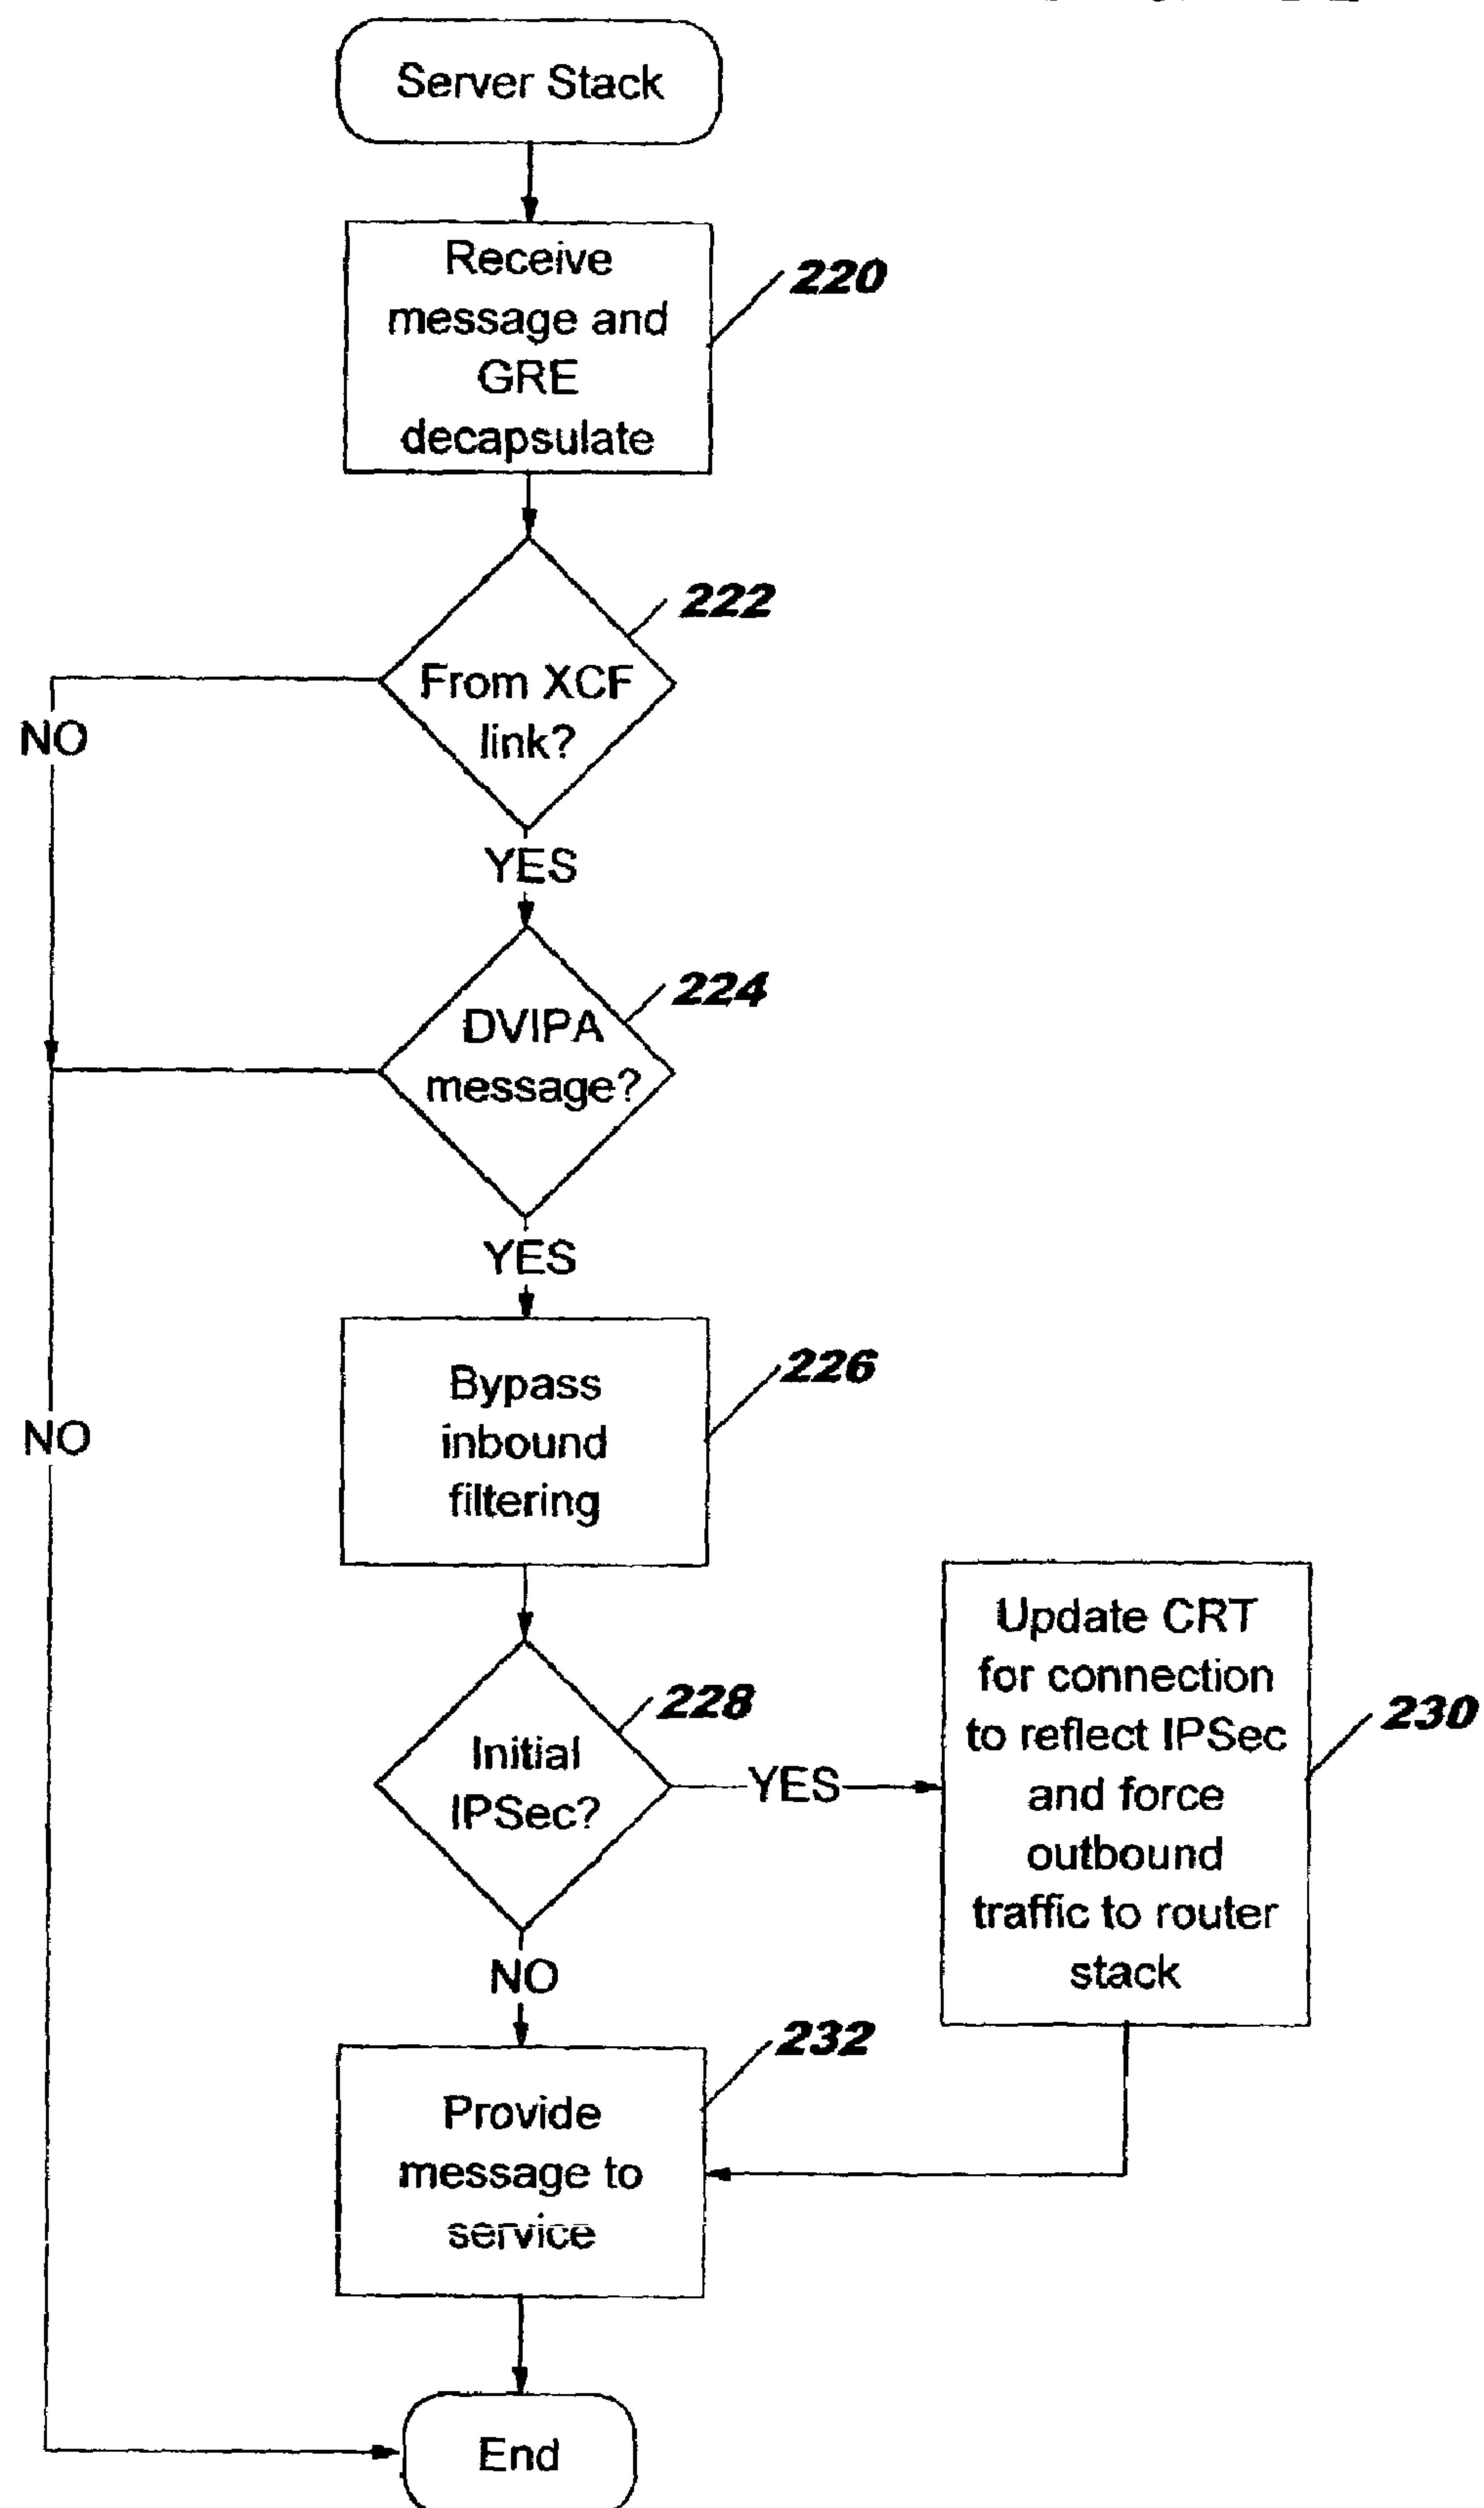 Server Stack
Receive
message and
GRE
decapsulate
220
222
From XCF
link?
NO
YES
224
DVIPA
message?
YES
Bypass
inbound
filtering
226
NO
228
Initial
IPSec?
YES
Update CRT
for connection
to reflect IPSec
and force
outbound
traffic to router
stack
230
NO
232
Provide
message to
service
End